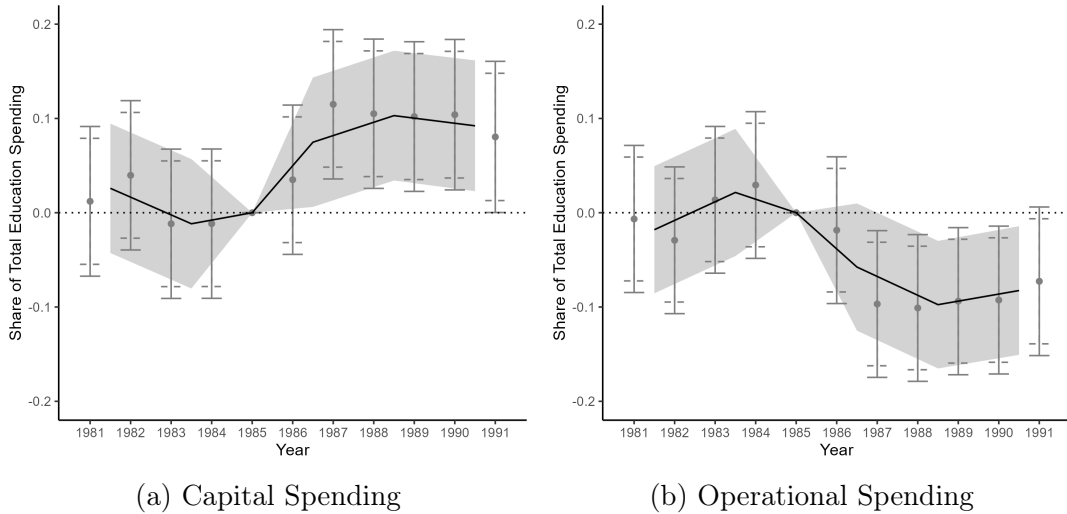 Share of Total Education Spending
0.2
0.1
0.0
-0.1
-0.2
1981 1982 1983 1984 1985 1986 1987 1988 1989 1990 1991
Year
(a) Capital Spending
Share of Total Education Spending
0.2
0.1
0.0
-0.1
-0.2
1981 1982 1983 1984 1985 1986 1987 1988 1989 1990 1991
Year
(b) Operational Spending